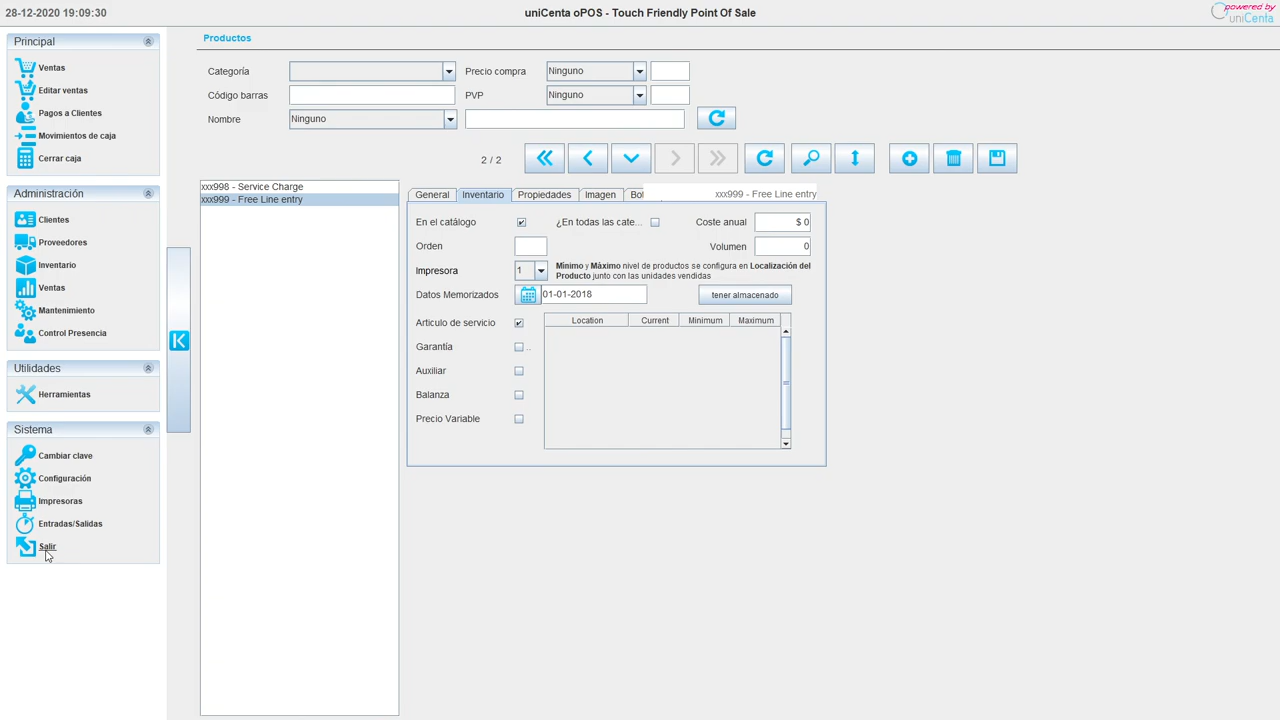 28-12-2020 19:09:30
uniCenta oPOS - Touch Friendly Point Of Sale
powered by
uniCenta
Principal
Ventas
Editar ventas
Pagos a Clientes
Movimientos de caja
Cerrar caja
Administración
Clientes
Proveedores
Inventario
Ventas
Mantenimiento
Control Presencia
Utilidades
Herramientas
Sistema
Cambiar clave
Configuración
Impresoras
Entradas/Salidas
Salir
Productos
Categoría
Precio compra
Ninguno
Código barras
PVP
Ninguno
Nombre
Ninguno
2 / 2
xxx998 - Service Charge
xxx999 - Free Line entry
General
Inventario
Propiedades
Imagen
Bot
xxx999 - Free Line entry
En el catálogo
¿En todas las cate...
Coste anual
$ 0
Orden
Volumen
0
Impresora
1
Mínimo y Màximo nivel de productos se configura en Localización del
Producto junto con las unidades vendidas
Datos Memorizados
01-01-2018
tener almacenado
Articulo de servicio
Location
Current
Minimum
Maximum
Garantía
..
Auxiliar
Balanza
Precio Variable